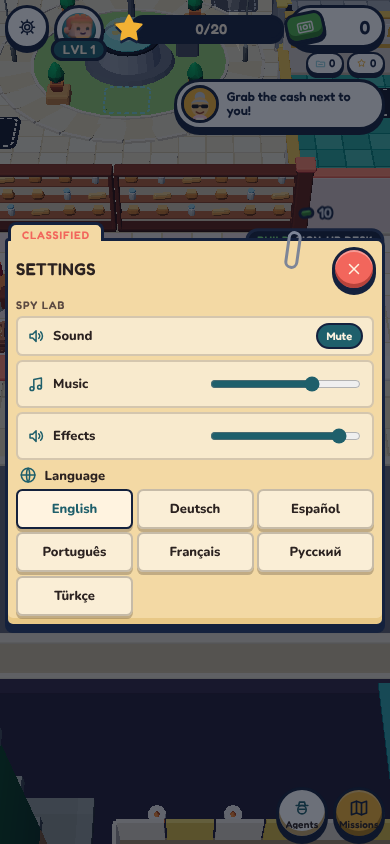 LVL 1
0/20
0
0
0
Grab the cash next to
you!
10
CLASSIFIED
SETTINGS
SPY LAB
Sound
Mute
Music
Effects
Language
English
Deutsch
Español
Português
Français
Русский
Türkçe
Agents
Missions